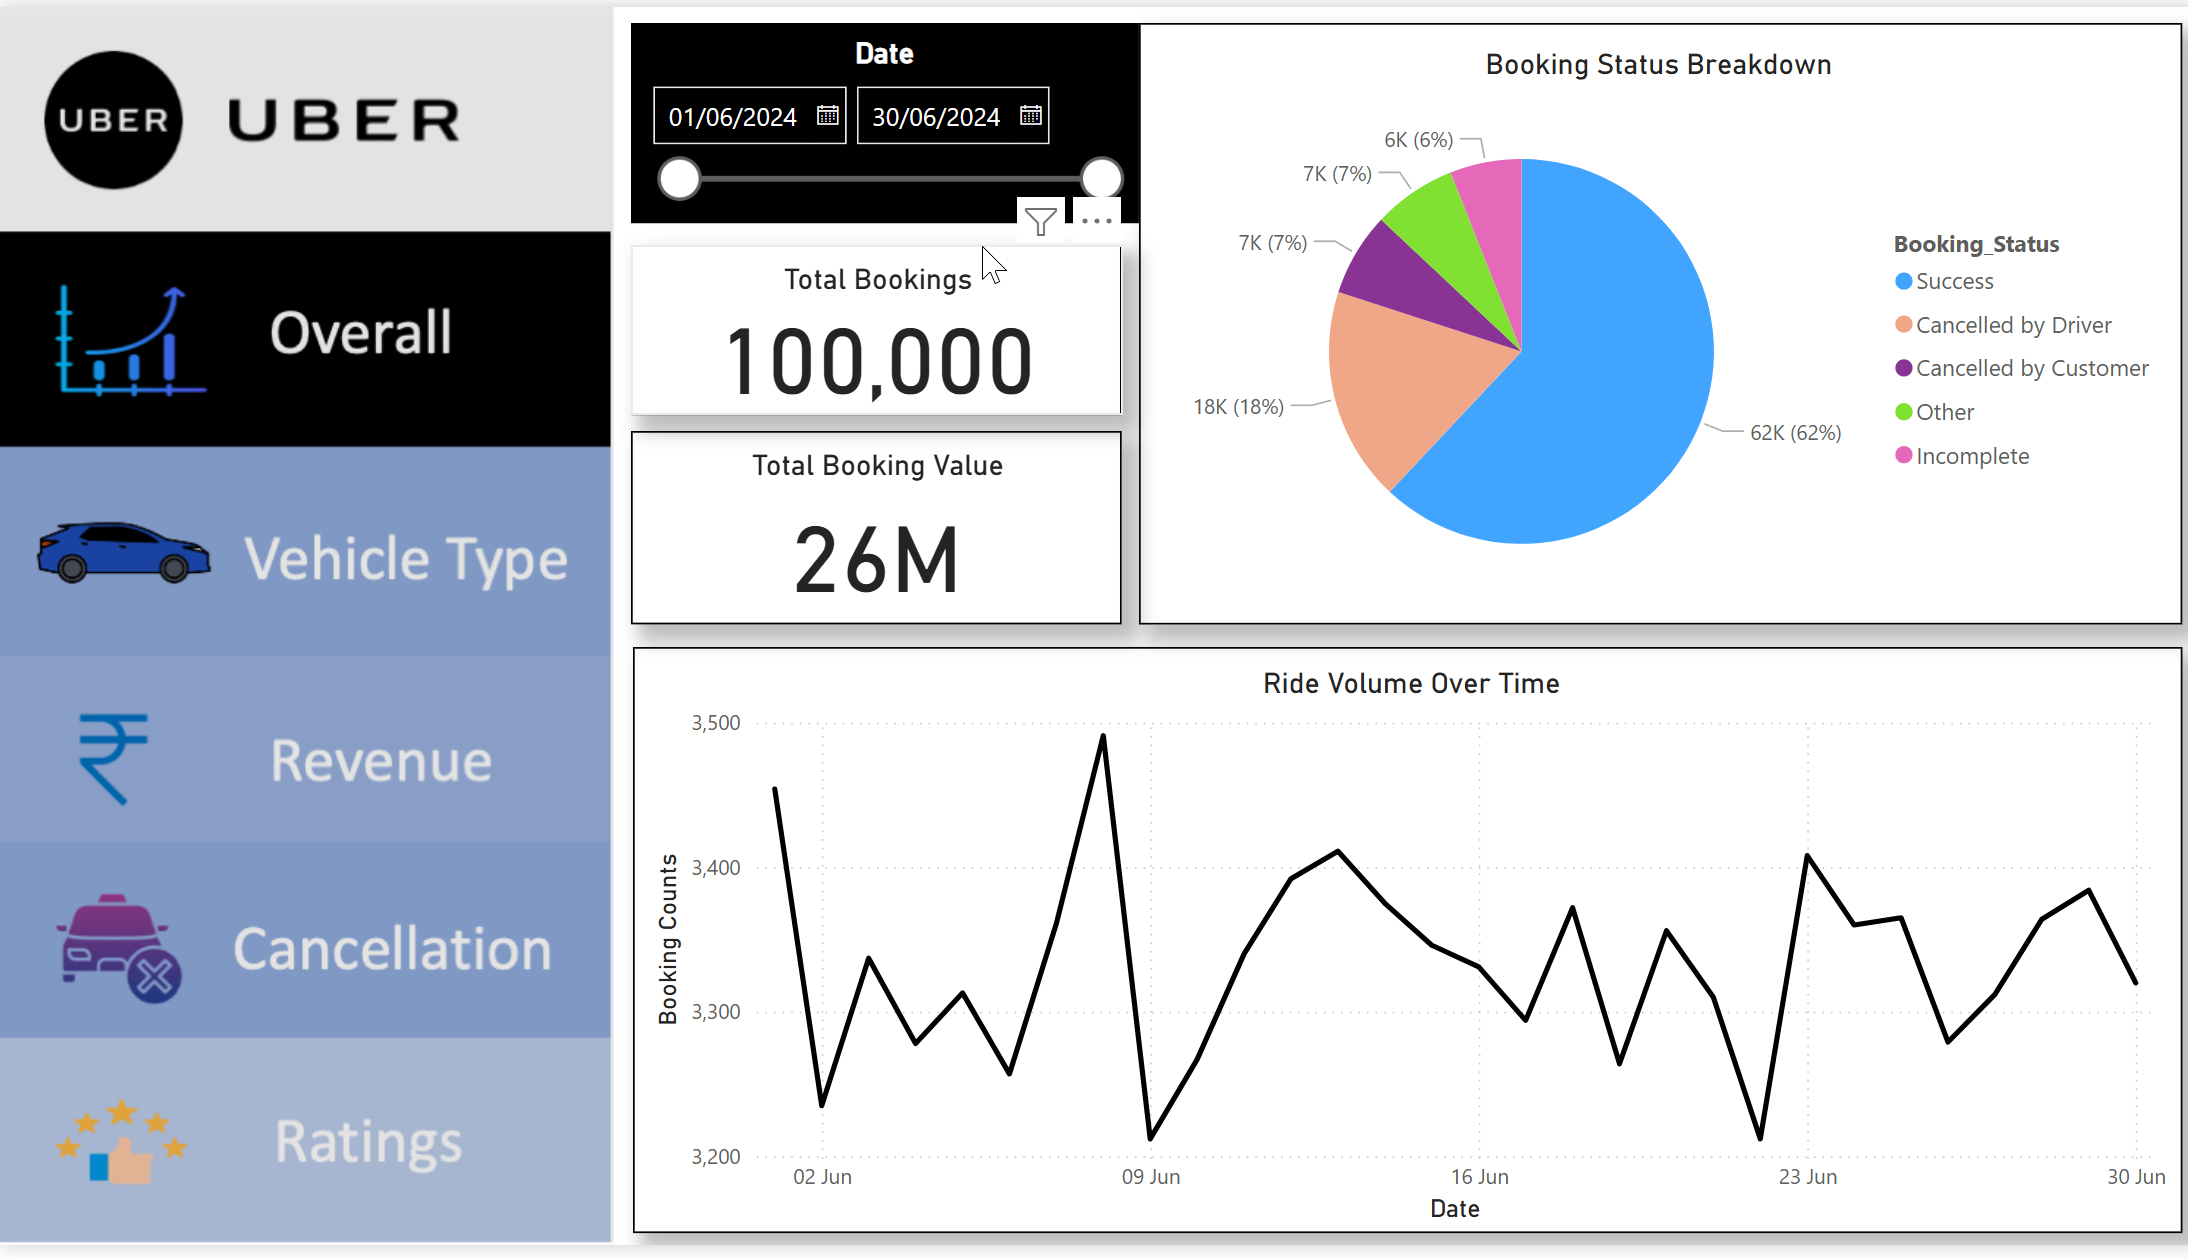 UBER
UBER
Overall
Vehicle Type
Revenue
Cancellation
Ratings
Date
01/06/2024
30/06/2024
Total Bookings
100,000
Total Booking Value
26M
Booking Status Breakdown
6K (6%)
7K (7%)
7K (7%)
18K (18%)
62K (62%)
Booking_Status
Success
Cancelled by Driver
Cancelled by Customer
Other
Incomplete
Ride Volume Over Time
Booking Counts
3,500
3,400
3,300
3,200
02 Jun
09 Jun
16 Jun
23 Jun
30 Jun
Date